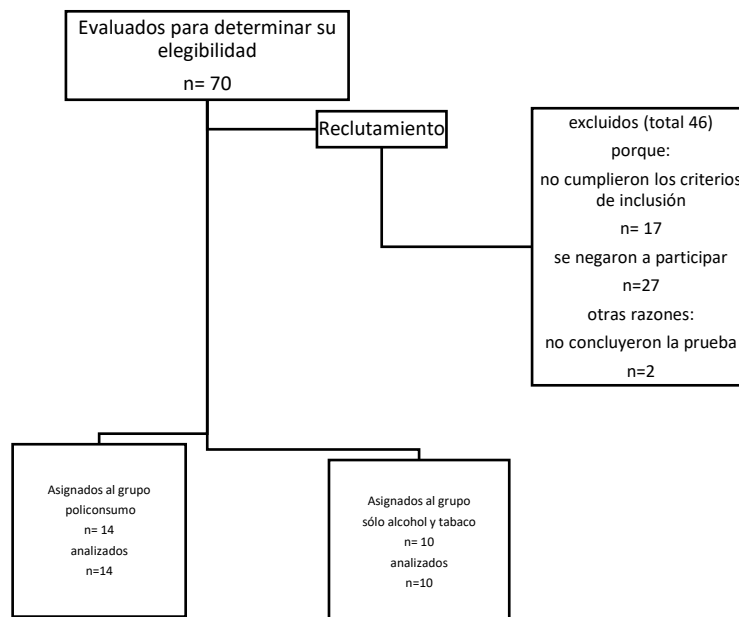 Evaluados para determinar su
elegibilidad
n= 70
Reclutamiento
excluidos (total 46)
porque:
no cumplieron los criterios
de inclusión
n= 17
se negaron a participar
n=27
otras razones:
no concluyeron la prueba
n=2
Asignados al grupo
policonsumo
n= 14
analizados
n=14
Asignados al grupo
sólo alcohol y tabaco
n= 10
analizados
n=10